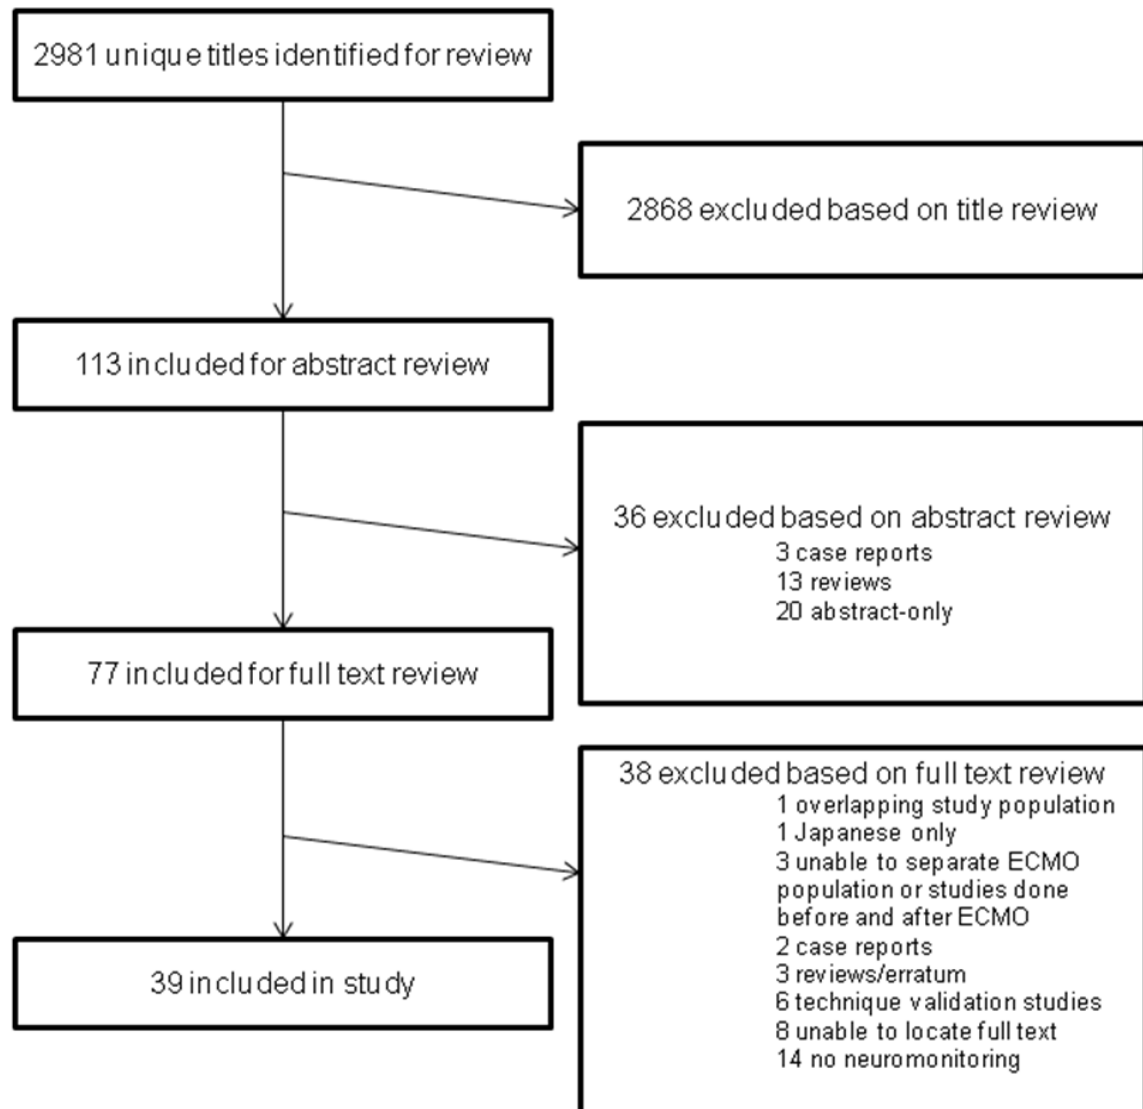 2981 unique titles identified for review
2868 excluded based on title review
113 included for abstract review
36 excluded based on abstract review
3 case reports
13 reviews
20 abstract-only
77 included for full text review
38 excluded based on full text review
1 overlapping study population
1 Japanese only
3 unable to separate ECMO
population or studies done
before and after ECMO
2 case reports
3 reviews/erratum
6 technique validation studies
8 unable to locate full text
14 no neuromonitoring
39 included in study